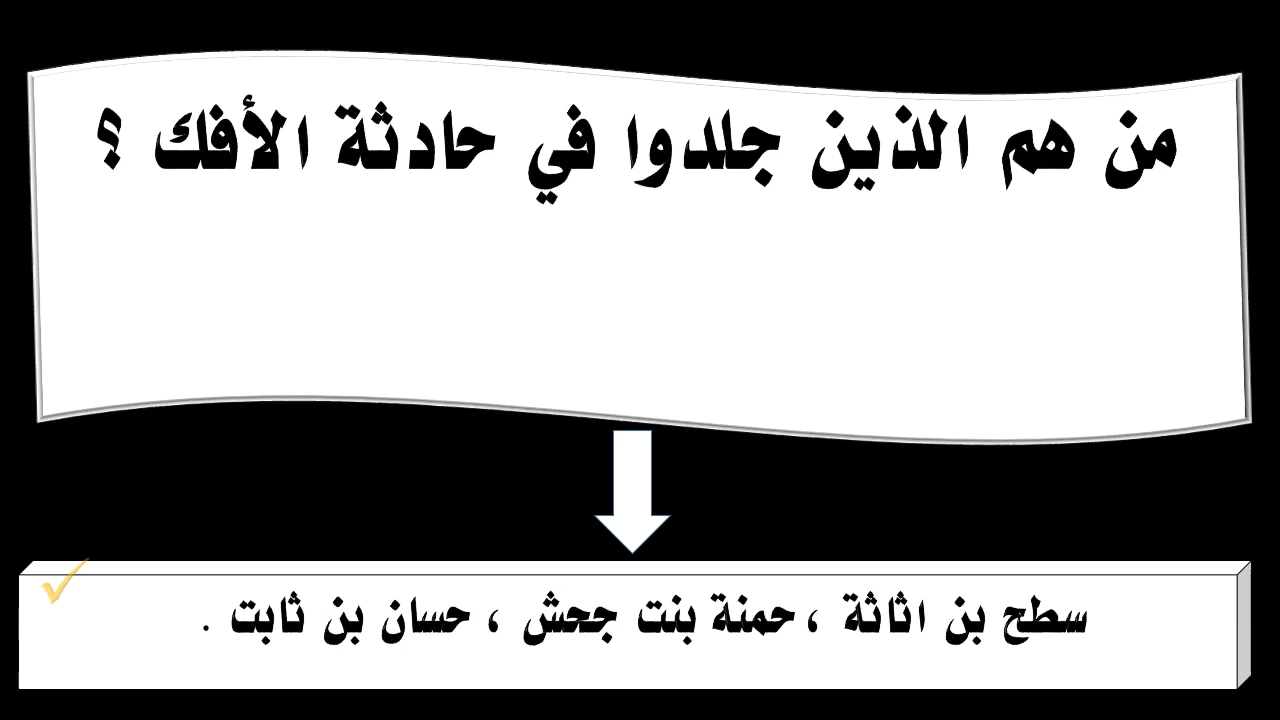 من هم الذين جلدوا في حادثة الأفك ؟
سطح بن اثاثة ، حمنة بنت جحش ، حسان بن ثابت .